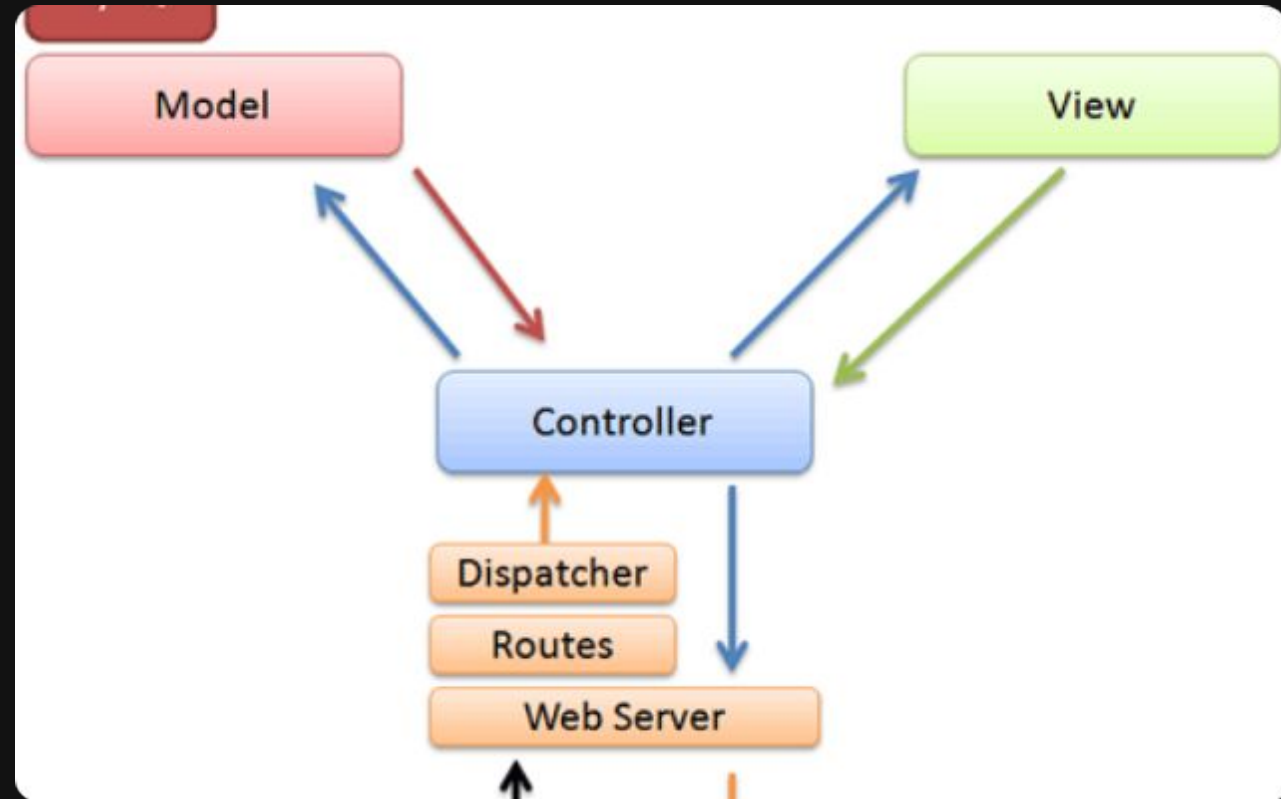 Model
View
Controller
Dispatcher
Routes
Web Server